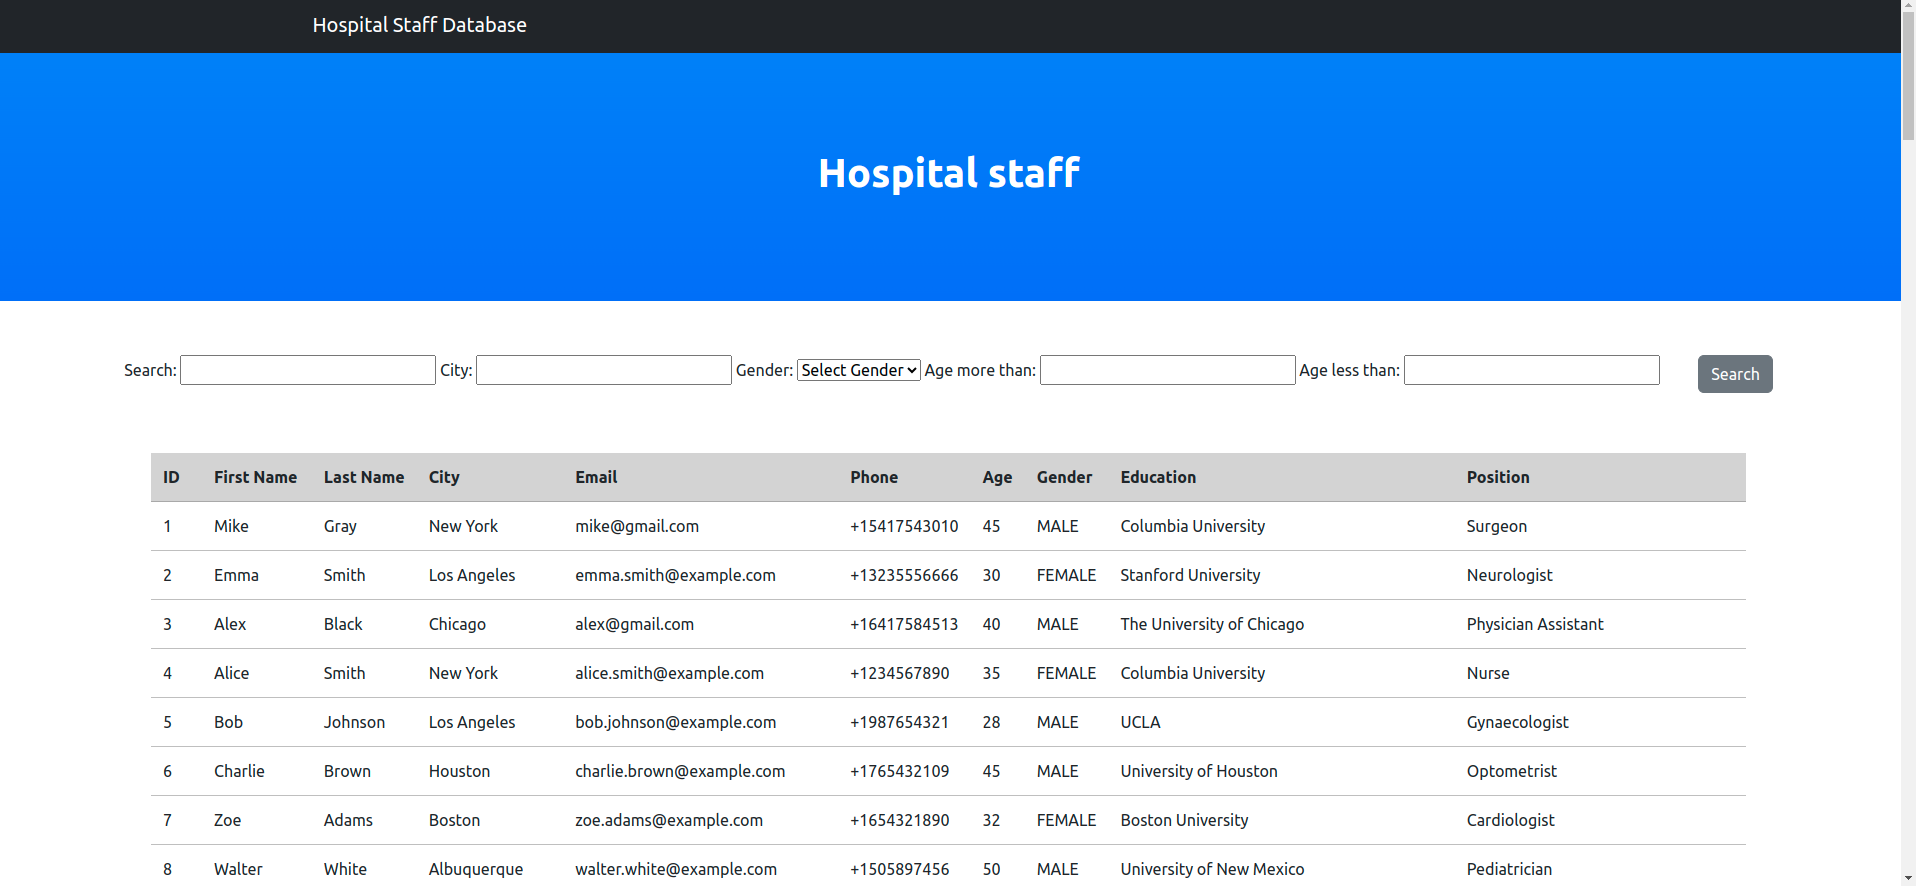 Hospital Staff Database
Hospital staff
Search: City: Gender: Select Gender Age more than: Age less than: Search
ID First Name Last Name City Email Phone Age Gender Education Position
1 Mike Gray New York mike@gmail.com +15417543010 45 MALE Columbia University Surgeon
2 Emma Smith Los Angeles emma.smith@example.com +13235556666 30 FEMALE Stanford University Neurologist
3 Alex Black Chicago alex@gmail.com +16417584513 40 MALE The University of Chicago Physician Assistant
4 Alice Smith New York alice.smith@example.com +1234567890 35 FEMALE Columbia University Nurse
5 Bob Johnson Los Angeles bob.johnson@example.com +1987654321 28 MALE UCLA Gynaecologist
6 Charlie Brown Houston charlie.brown@example.com +1765432109 45 MALE University of Houston Optometrist
7 Zoe Adams Boston zoe.adams@example.com +1654321890 32 FEMALE Boston University Cardiologist
8 Walter White Albuquerque walter.white@example.com +1505897456 50 MALE University of New Mexico Pediatrician